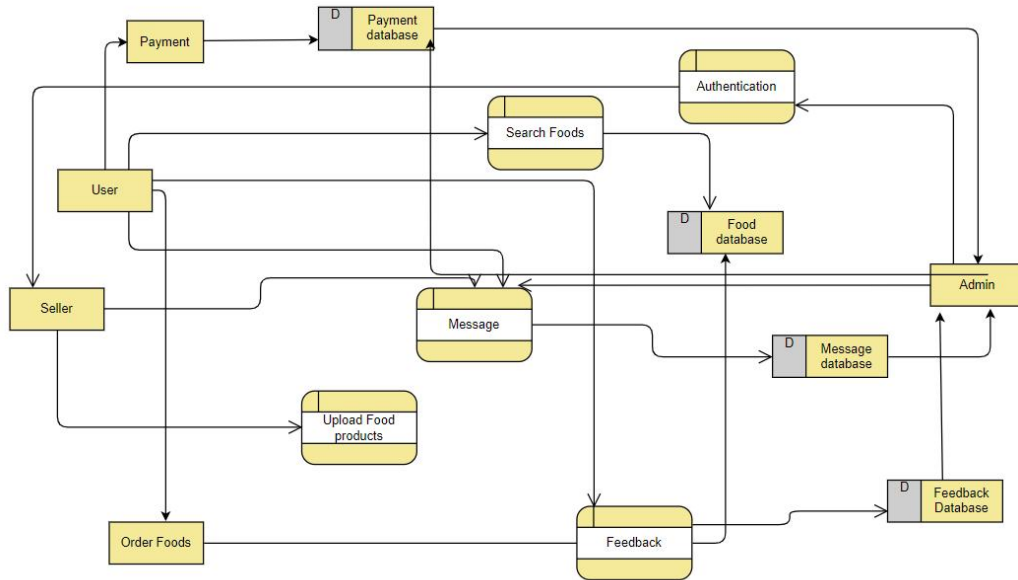 D
Payment
database
Payment
Authentication
Search Foods
User
D
Food
database
Admin
Seller
Message
D
Message
database
Upload Food
products
D
Feedback
Database
Order Foods
Feedback